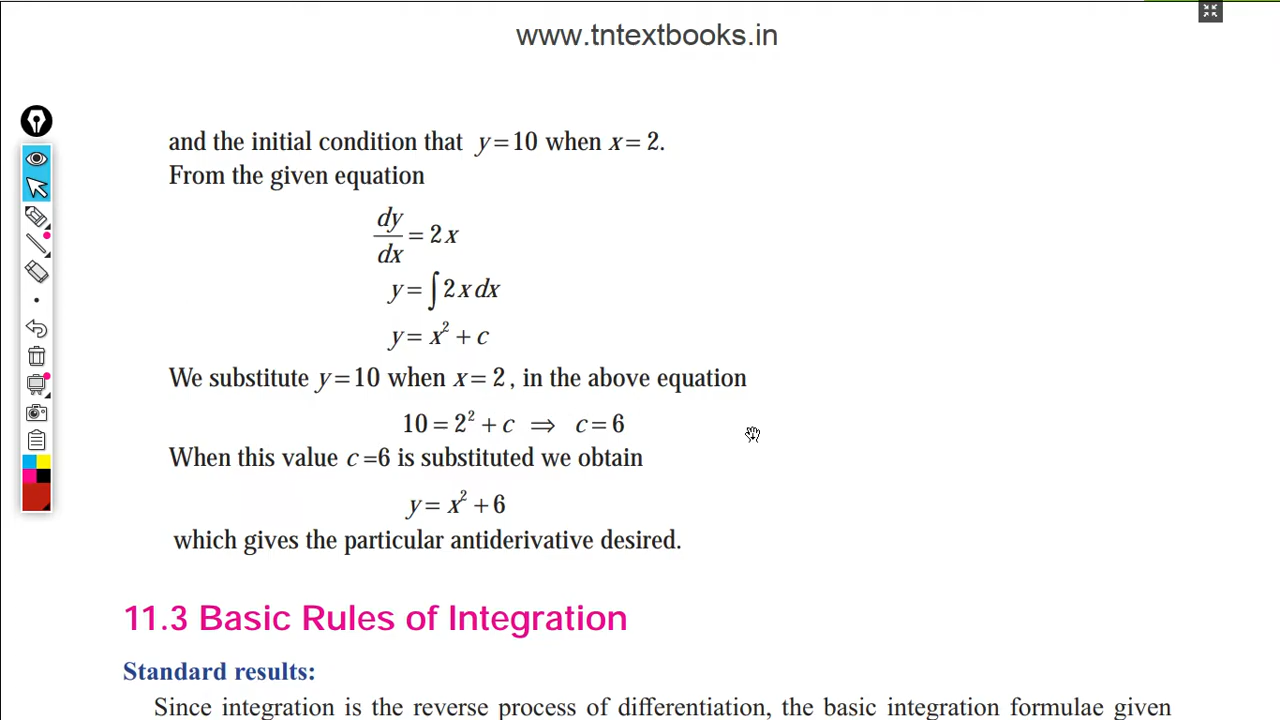 www.tntextbooks.in
and the initial condition that y=10 when x=2.
From the given equation
dy/dx = 2x
y= ∫2x dx
y= x² + c
We substitute y=10 when x=2, in the above equation
10 = 2² + c ⇒ c=6
When this value c=6 is substituted we obtain
y= x² +6
which gives the particular antiderivative desired.
11.3 Basic Rules of Integration
Standard results:
Since integration is the reverse process of differentiation, the basic integration formulae given